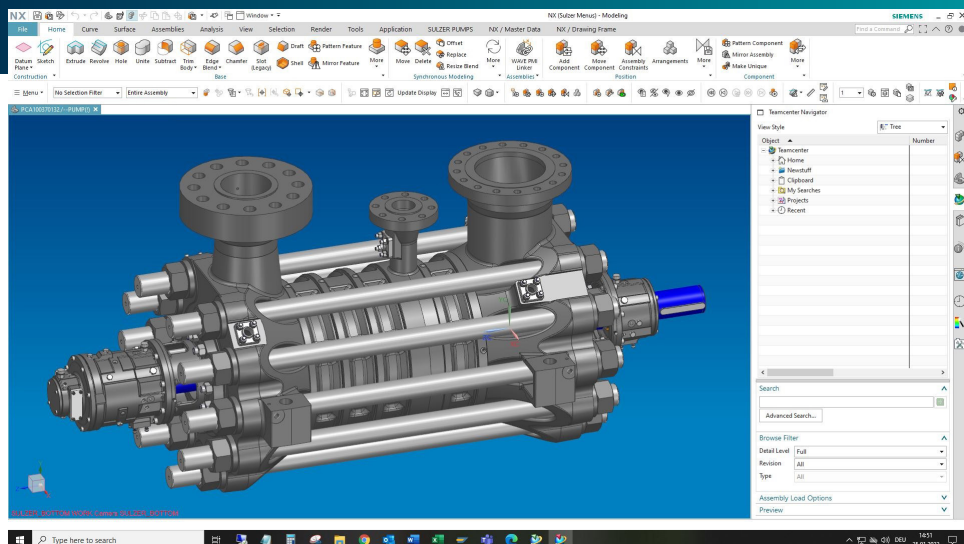 NX
Window
NX (Sulzer Menus) - Modeling
SIEMENS
File Home Curve Surface Assemblies Analysis View Selection Render Tools Application SULZER PUMPS NX / Master Data NX / Drawing Frame
Find a Command
Datum Plane Sketch Extrude Revolve Hole Unite Subtract Trim Body Edge Blend Chamfer Slot (Legacy) Draft Shell Pattern Feature Mirror Feature More Move Delete Offset Replace Resize Blend More WAVE PMI Linker Add Component Move Component Assembly Constraints Arrangements More Pattern Component Mirror Assembly Make Unique More
Construction Base Synchronous Modeling Assemblies Position Component
Menu No Selection Filter Entire Assembly Update Display 1
Teamcenter Navigator
View Style Tree
Object Number
Teamcenter
Home
Newstuff
Clipboard
My Searches
Projects
Recent
Search
Advanced Search...
Browse Filter
Detail Level Full
Revision All
Type All
Assembly Load Options
Preview
Type here to search
DEU
14:51